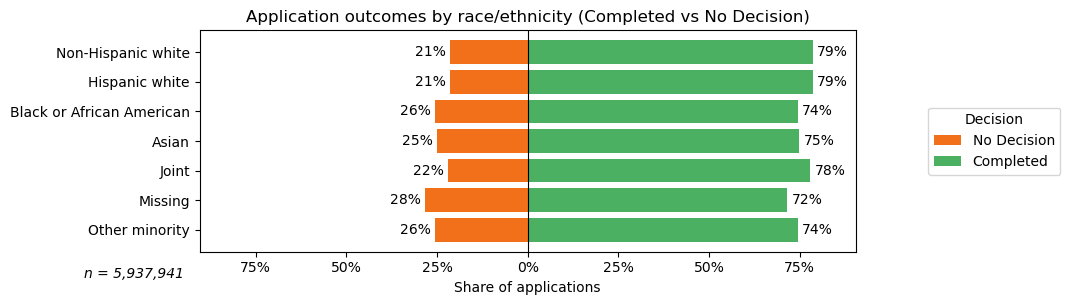 Application outcomes by race/ethnicity (Completed vs No Decision)
Non-Hispanic white 21% 79%
Hispanic white 21% 79%
Black or African American 26% 74%
Asian 25% 75%
Joint 22% 78%
Missing 28% 72%
Other minority 26% 74%
Decision
No Decision
Completed
75% 50% 25% 0% 25% 50% 75%
n = 5,937,941
Share of applications